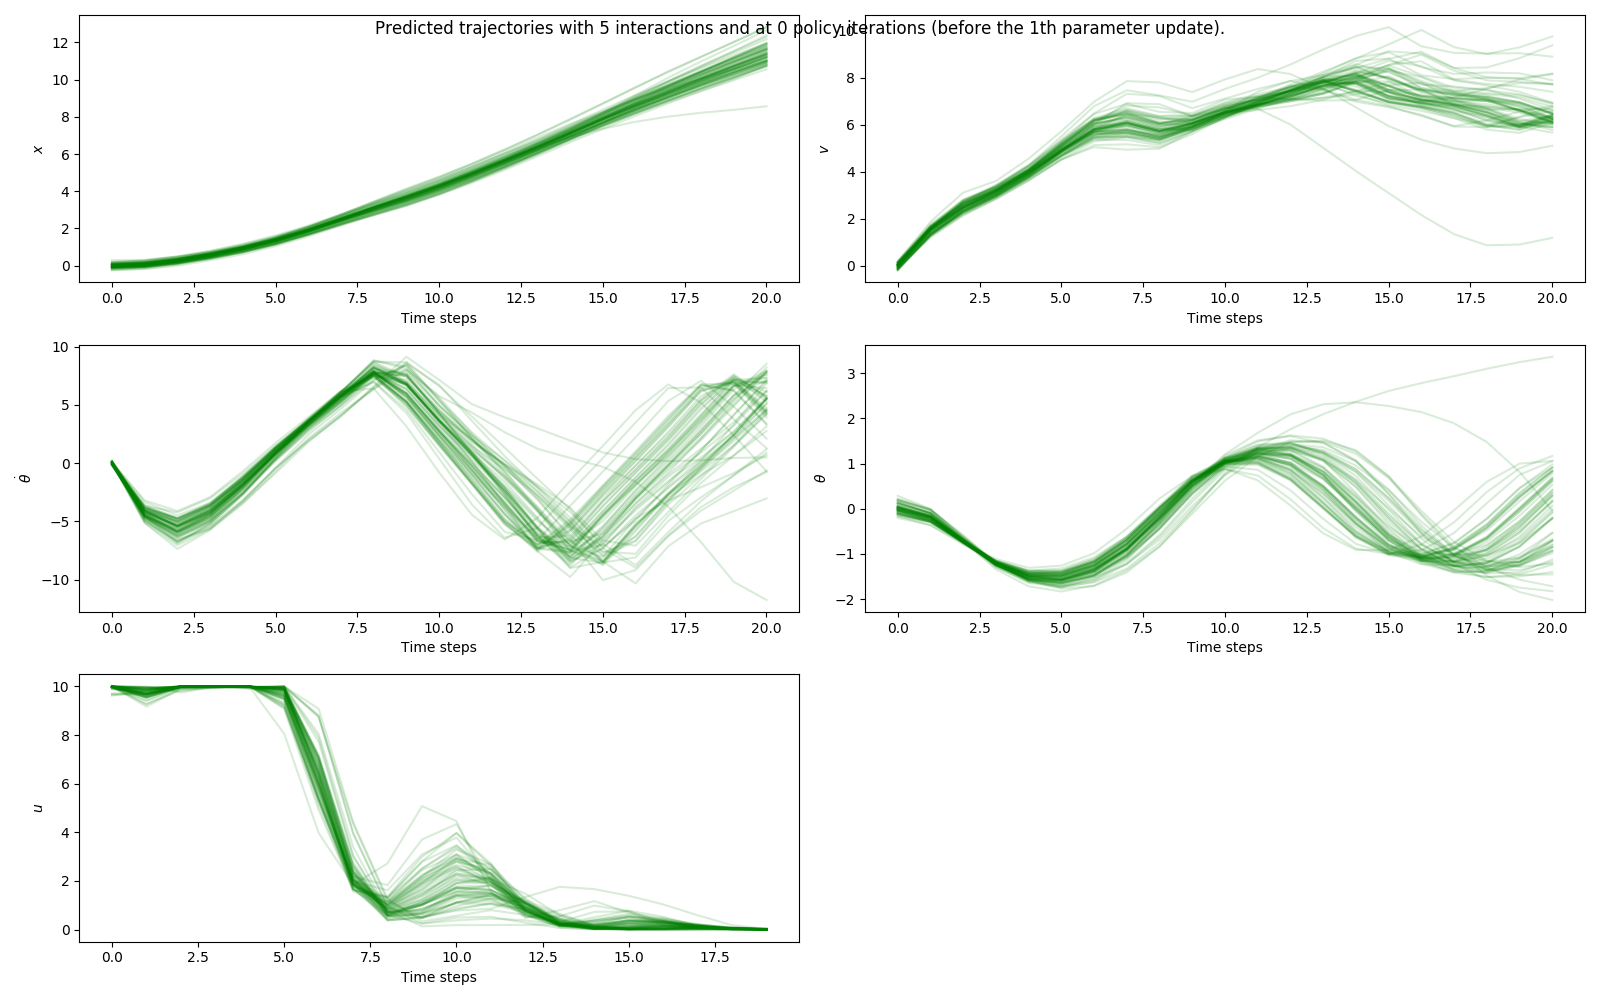 Predicted trajectories with 5 interactions and at 0 policy iterations (before the 1th parameter update).
12
10
8
6
4
2
0
x
0.0 2.5 5.0 7.5 10.0 12.5 15.0 17.5 20.0
Time steps
10
8
6
4
2
0
v
0.0 2.5 5.0 7.5 10.0 12.5 15.0 17.5 20.0
Time steps
10
5
0
−5
−10
θ̇
0.0 2.5 5.0 7.5 10.0 12.5 15.0 17.5 20.0
Time steps
3
2
1
0
−1
−2
θ
0.0 2.5 5.0 7.5 10.0 12.5 15.0 17.5 20.0
Time steps
10
8
6
4
2
0
u
0.0 2.5 5.0 7.5 10.0 12.5 15.0 17.5
Time steps